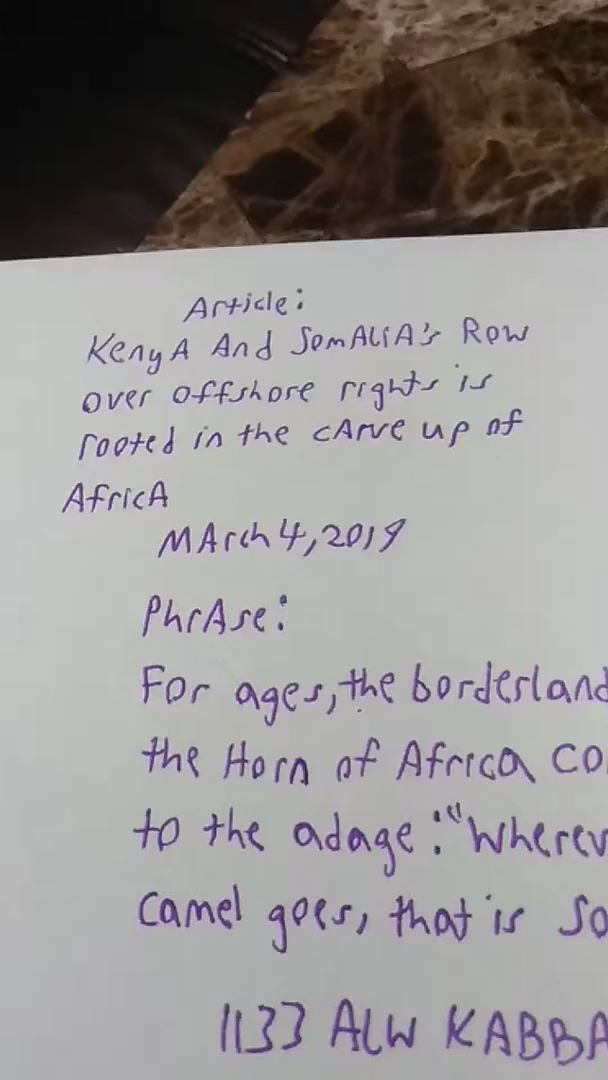 Article:
KenyA And SomALiA's Row
over offshore rights is
rooted in the cArve up of
AfricA
MArch 4, 2019
PhrAse:
For ages, the borderland
the Horn of Africa co
to the adage: "Wherev
camel goes, that is So
1133 ALW KABBA